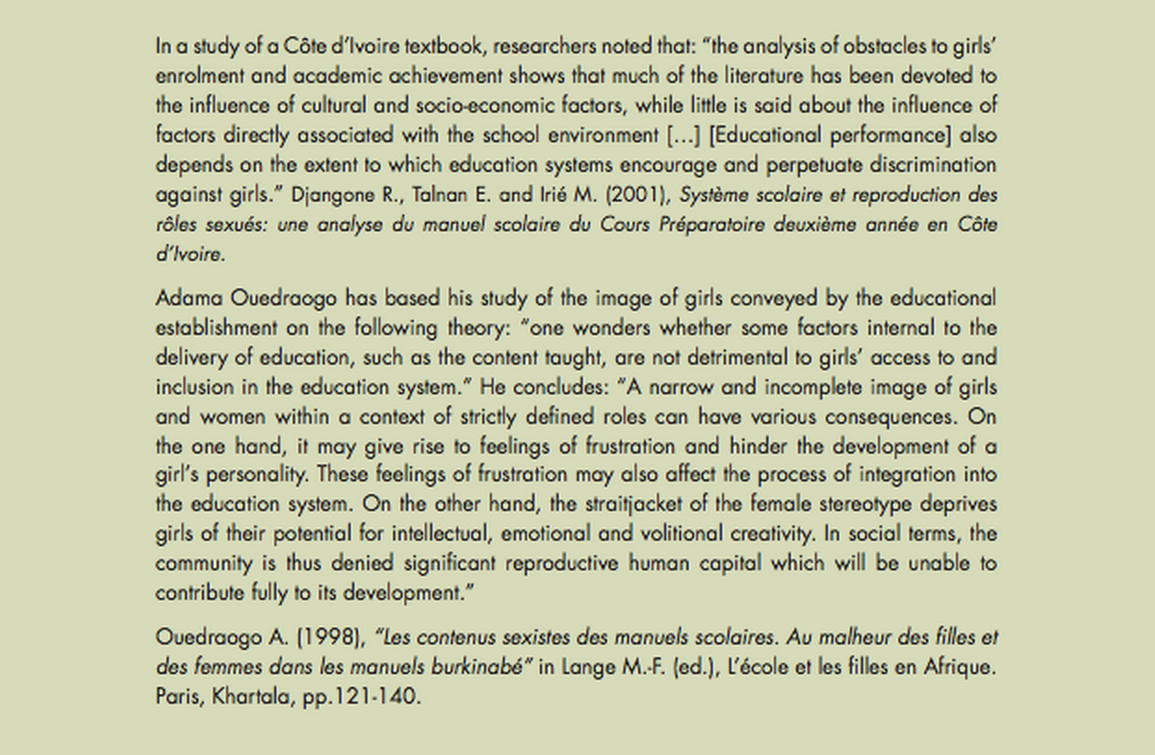 In a study of a Côte d'Ivoire textbook, researchers noted that: “the analysis of obstacles to girls'
enrolment and academic achievement shows that much of the literature has been devoted to
the influence of cultural and socio-economic factors, while little is said about the influence of
factors directly associated with the school environment [...] [Educational performance] also
depends on the extent to which education systems encourage and perpetuate discrimination
against girls.” Djangone R., Talnan E. and Irié M. (2001), Système scolaire et reproduction des
rôles sexués: une analyse du manuel scolaire du Cours Préparatoire deuxième année en Côte
d'Ivoire.
Adama Ouedraogo has based his study of the image of girls conveyed by the educational
establishment on the following theory: “one wonders whether some factors internal to the
delivery of education, such as the content taught, are not detrimental to girls' access to and
inclusion in the education system.” He concludes: “A narrow and incomplete image of girls
and women within a context of strictly defined roles can have various consequences. On
the one hand, it may give rise to feelings of frustration and hinder the development of a
girl's personality. These feelings of frustration may also affect the process of integration into
the education system. On the other hand, the straitjacket of the female stereotype deprives
girls of their potential for intellectual, emotional and volitional creativity. In social terms, the
community is thus denied significant reproductive human capital which will be unable to
contribute fully to its development.”
Ouedraogo A. (1998), “Les contenus sexistes des manuels scolaires. Au malheur des filles et
des femmes dans les manuels burkinabé” in Lange M.-F. (ed.), L'école et les filles en Afrique.
Paris, Khartala, pp.121-140.